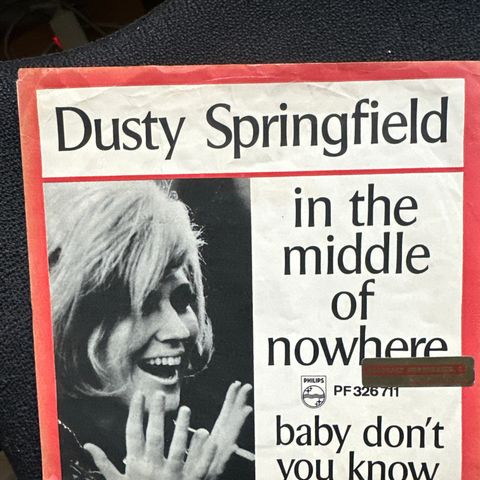 Dusty Springfield
in the
middle
of
nowhere
PHILIPS
PF 326 711
baby don't
you know